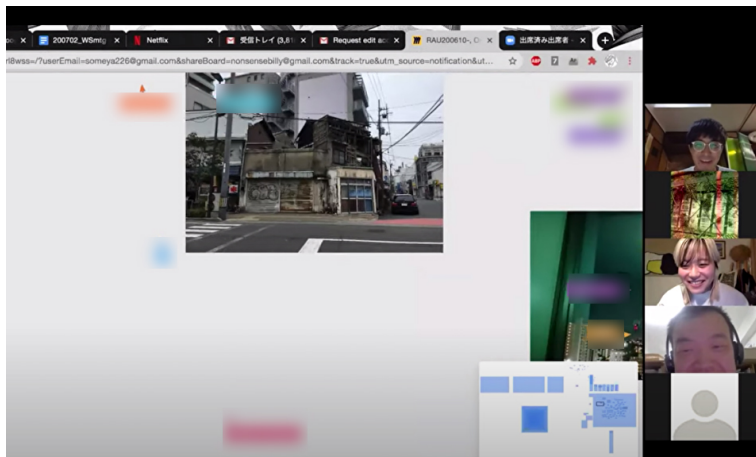 200702_WSmtg
Netflix
受信トレイ (3,81
Request edit acc
RAU200610-, O
出席済み出席者 -
rl8wss=/?userEmail=someya226@gmail.com&shareBoard=nonsensebilly@gmail.com&track=true&utm_source=notification&ut...